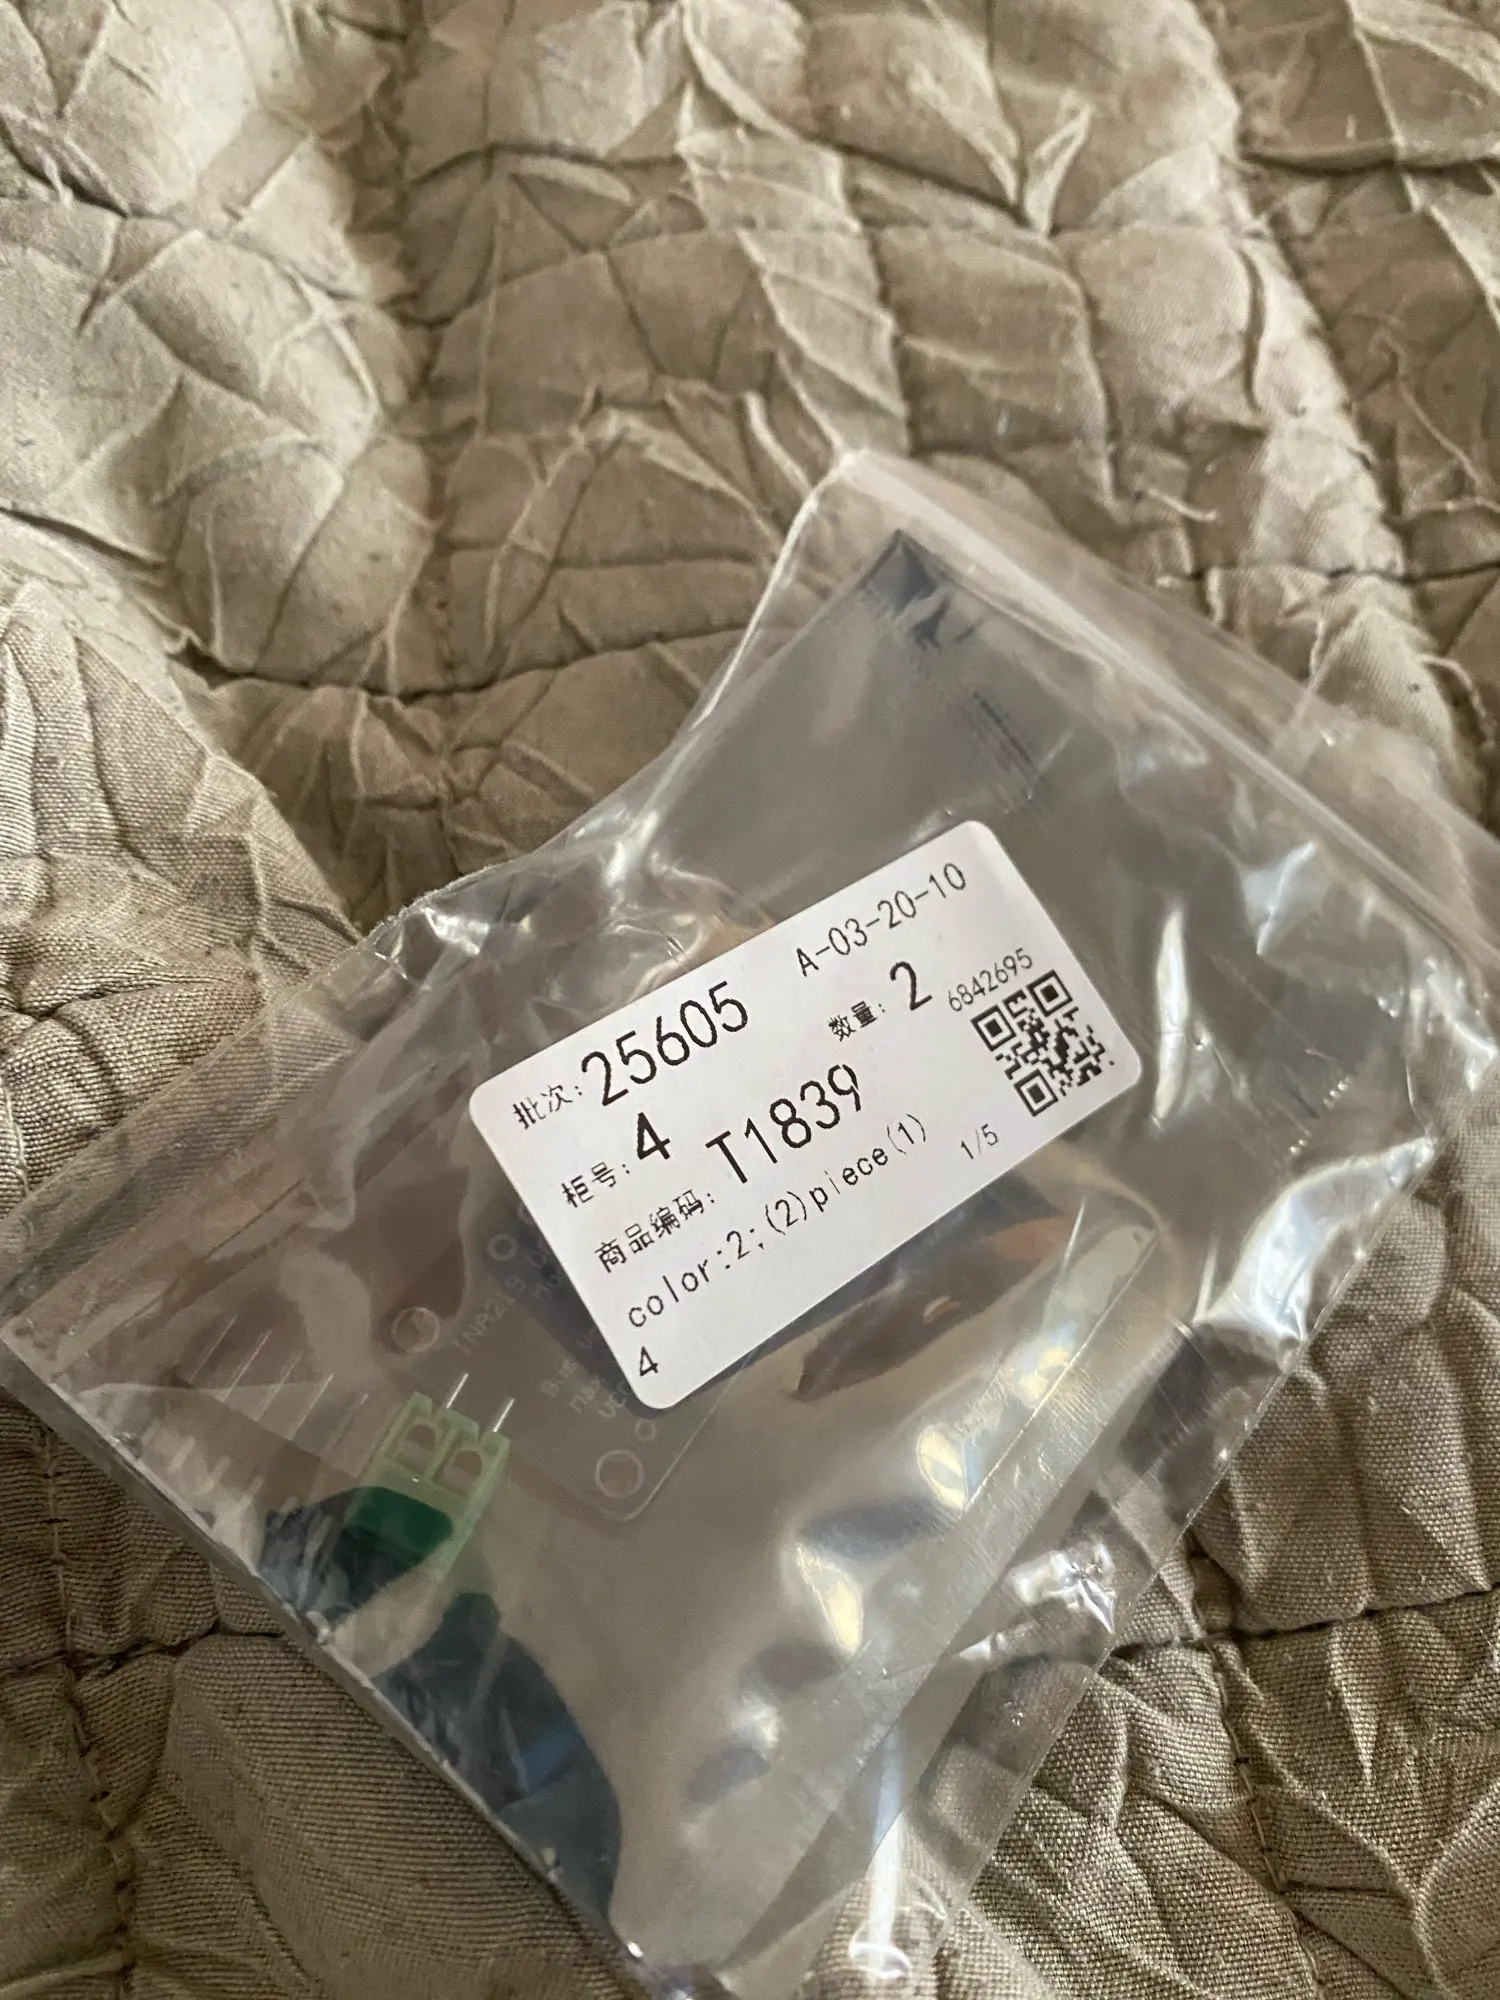 A-03-20-10
批次: 25605
数量: 2
6842695
柜号: 4
商品编码: T1839
color:2;(2)piece(1)
1/5
4
INA219